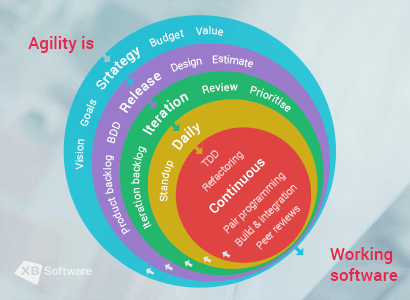 Agility is
Vision Goals Srtategy Budget Value
Product backlog BDD Release Design Estimate
Iteration backlog Iteration Review Prioritise
Standup Daily
TDD
Refactoring
Continuous
Pair programming
Build & integration
Peer reviews
Working
software
XB Software